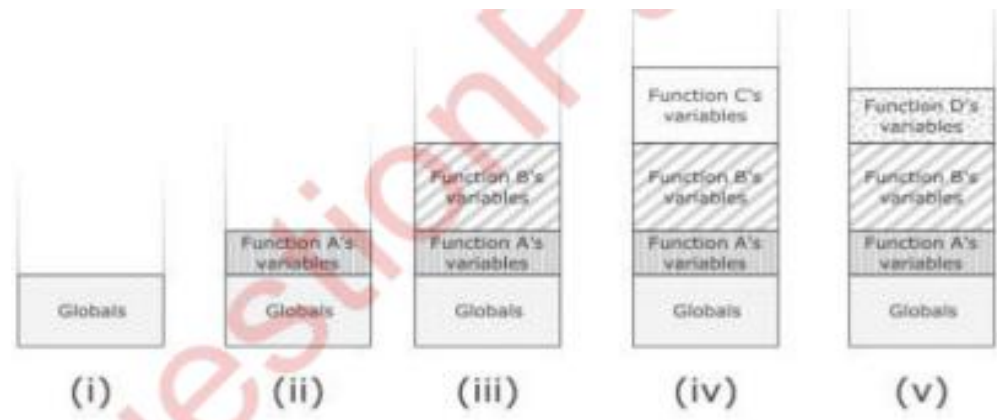 Globals
Function A's
variables
Globals
Function B's
variables
Function A's
variables
Globals
Function C's
variables
Function B's
variables
Function A's
variables
Globals
Function D's
variables
Function B's
variables
Function A's
variables
Globals
(i)
(ii)
(iii)
(iv)
(v)
estionP